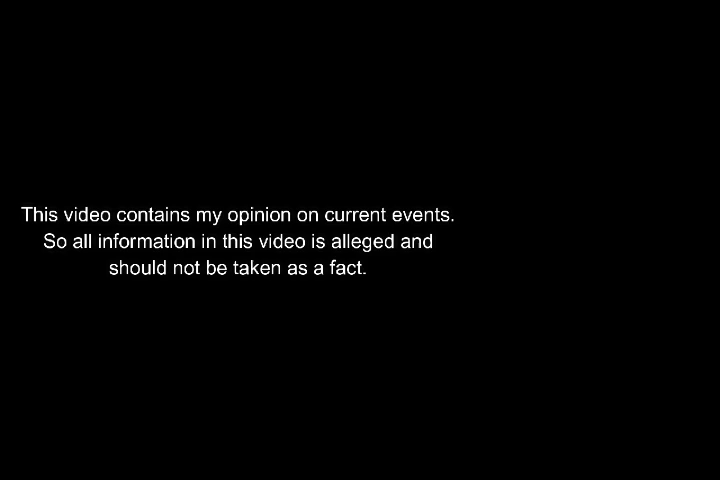 This video contains my opinion on current events.
So all information in this video is alleged and
should not be taken as a fact.